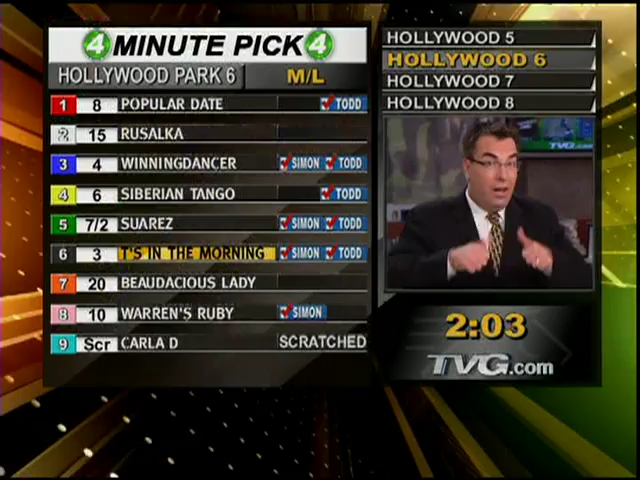 4 MINUTE PICK 4
HOLLYWOOD PARK 6 M/L
1 8 POPULAR DATE TODD
2 15 RUSALKA
3 4 WINNINGDANCER SIMON TODD
4 6 SIBERIAN TANGO TODD
5 7/2 SUAREZ SIMON TODD
6 3 T'S IN THE MORNING SIMON TODD
7 20 BEAUDACIOUS LADY
8 10 WARREN'S RUBY SIMON
9 Scr CARLA D SCRATCHED
HOLLYWOOD 5
HOLLYWOOD 6
HOLLYWOOD 7
HOLLYWOOD 8
TVG.com
2:03
TVG.com